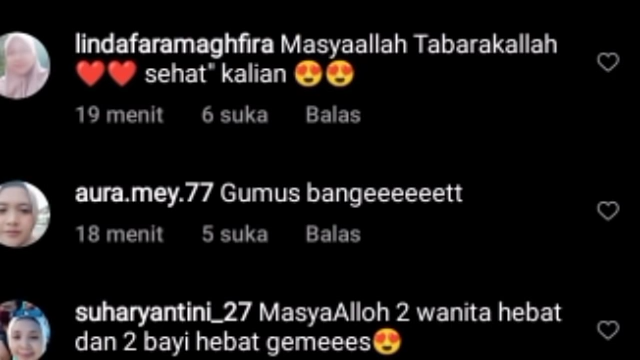 lindafaramaghfira Masyaallah Tabarakallah
❤️❤️ sehat" kalian 😍😍
19 menit 6 suka Balas
aura.mey.77 Gumus bangeeeeeett
18 menit 5 suka Balas
suharyantini_27 MasyaAlloh 2 wanita hebat
dan 2 bayi hebat gemeees😍